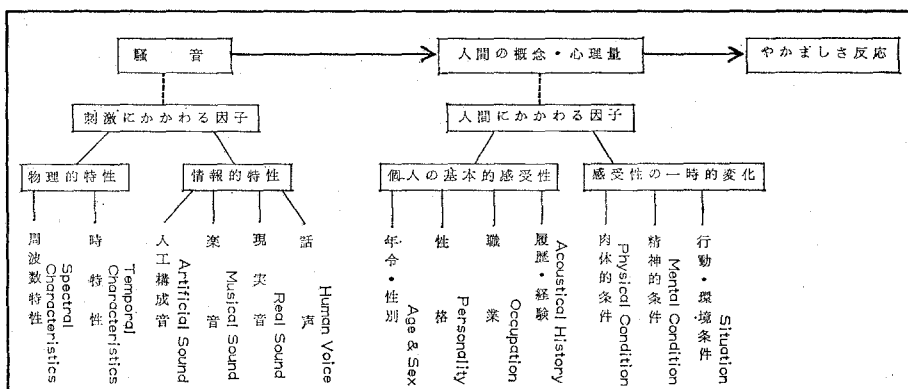 騒音
人間の概念・心理量
やかましさ反応
刺激にかかわる因子
人間にかかわる因子
物理的特性
情報的特性
個人の基本的感受性
感受性の一時的変化
周波数特性
Spectral Characteristics
時特性
Temporal Characteristics
人工構成音
Artificial Sound
楽音
Musical Sound
現実音
Real Sound
話声
Human Voice
年令・性別
Age & Sex
性格
Personality
職業
Occupation
履歴・経験
Acoustical History
肉体的条件
Physical Condition
精神的条件
Mental Condition
行動・環境条件
Situation